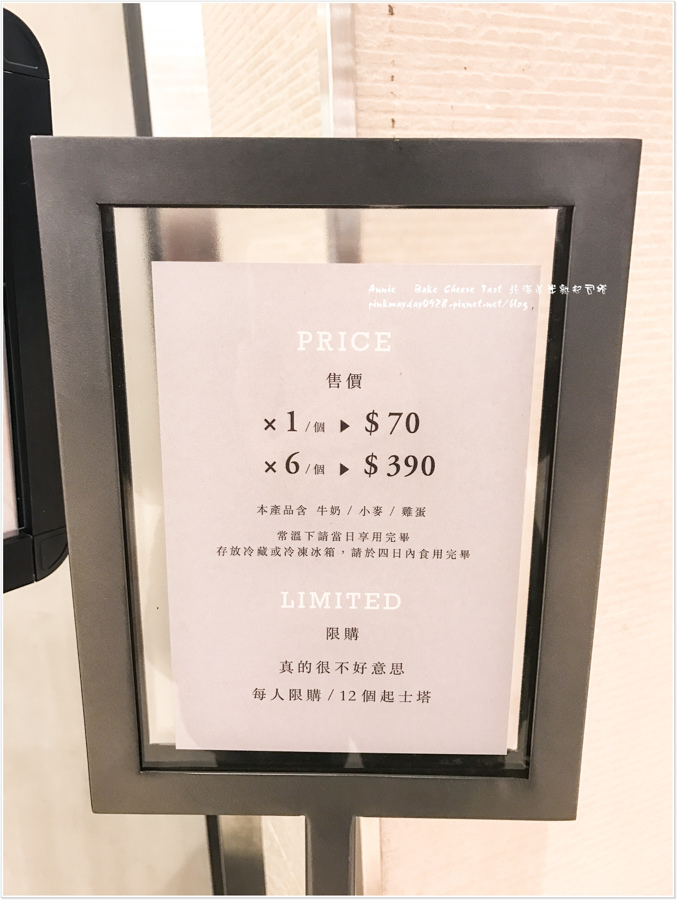 Annie Bake Cheese Tart 北海道半熟起司塔
pinkmayday0928.pixnet.net/blog
PRICE
售價
×1/個 ▶ $70
×6/個 ▶ $390
本產品含 牛奶 / 小麥 / 雞蛋
常溫下請當日享用完畢
存放冷藏或冷凍冰箱，請於四日內食用完畢
LIMITED
限購
真的很不好意思
每人限購 / 12個起士塔